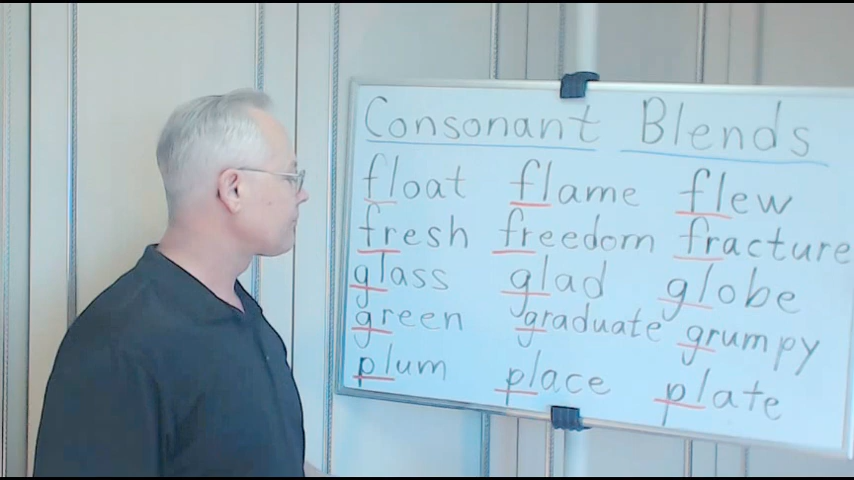 Consonant Blends
float flame flew
fresh freedom fracture
glass glad globe
green graduate grumpy
plum place plate